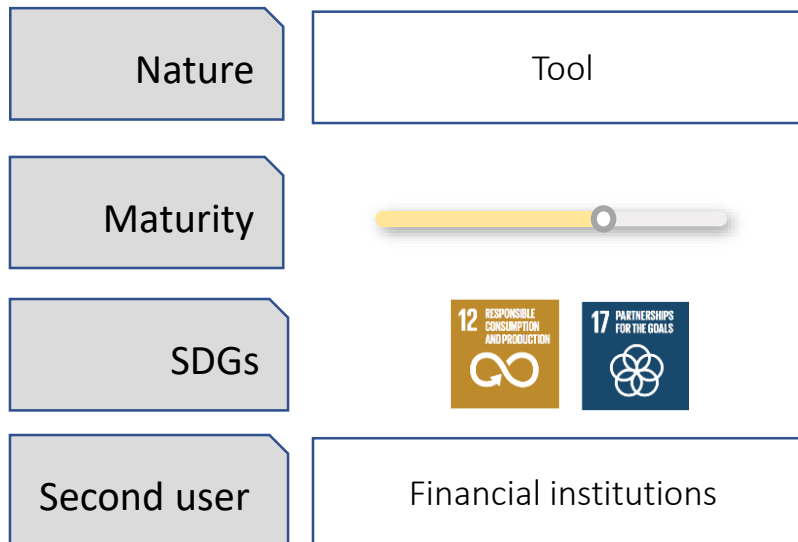 Nature
Tool
Maturity
SDGs
12 RESPONSIBLE
CONSUMPTION
AND PRODUCTION
17 PARTNERSHIPS
FOR THE GOALS
Second user
Financial institutions